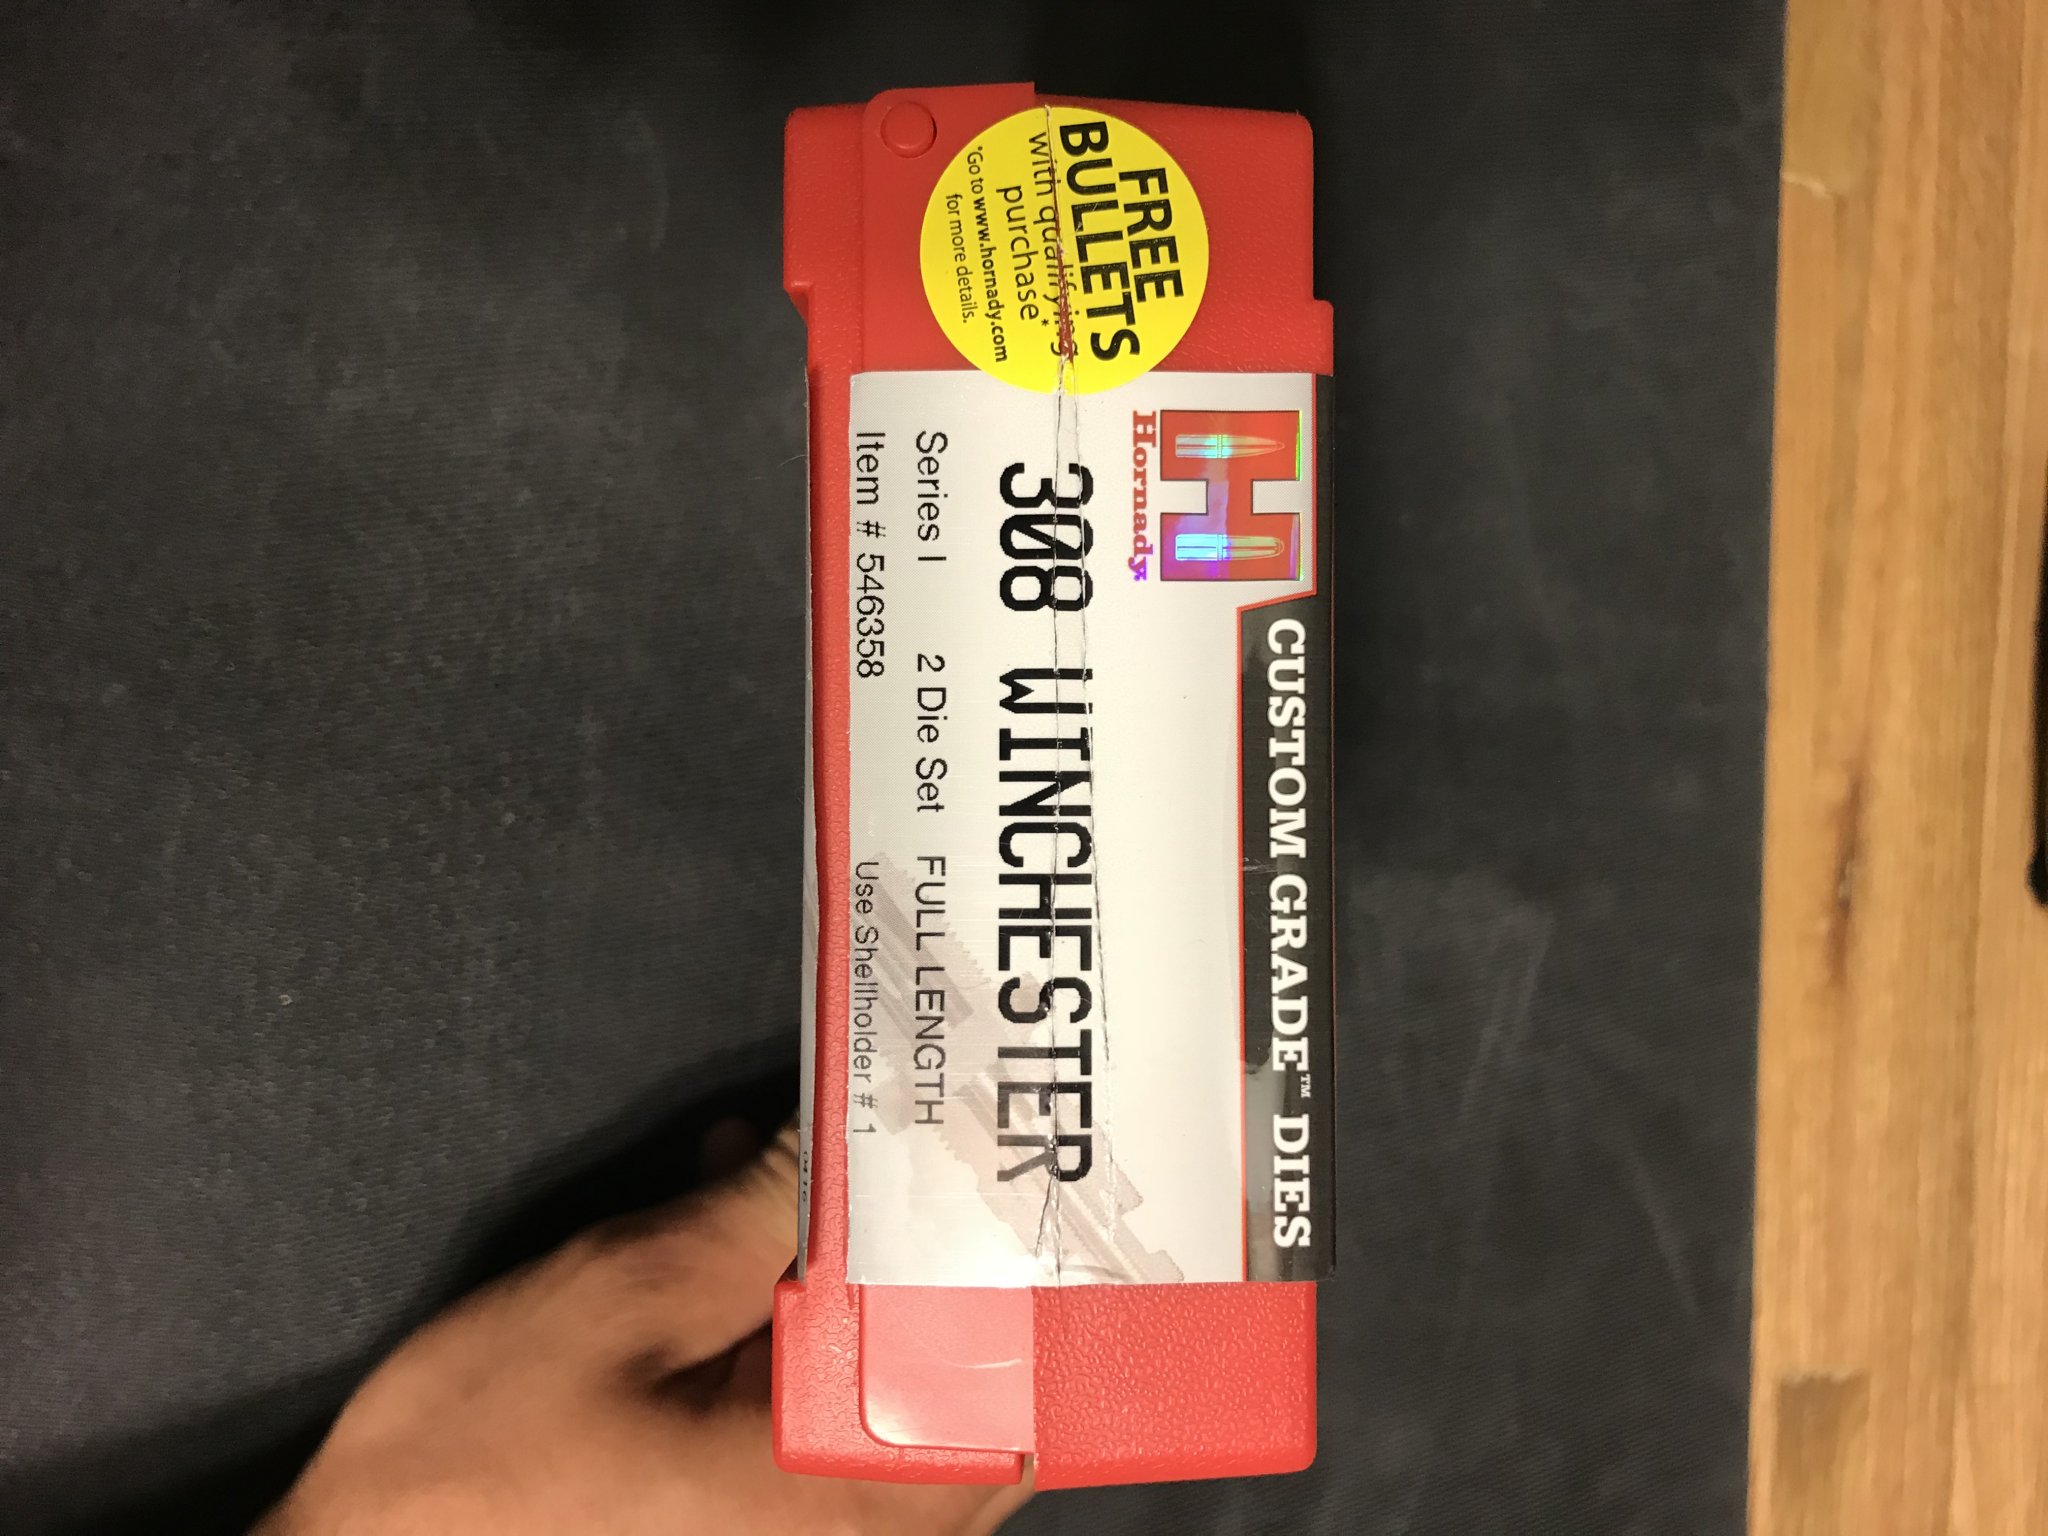 FREE
BULLETS
with qualifying
purchase*
*Go to www.hornady.com
for more details.
CUSTOM GRADE™ DIES
Hornady.
308 WINCHESTER
Series I 2 Die Set FULL LENGTH
Item # 546358 Use Shellholder # 1